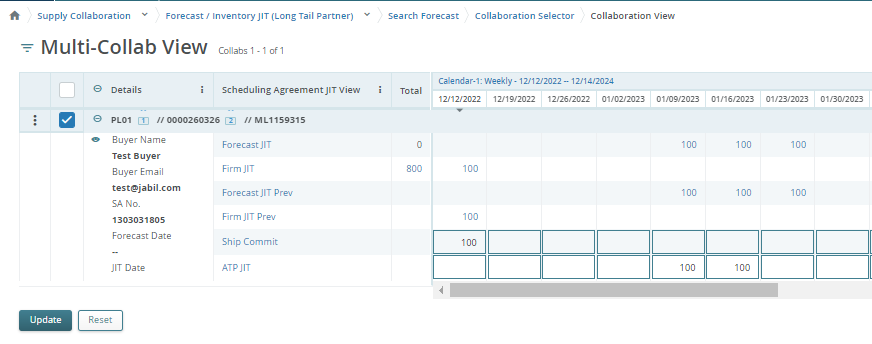 Supply Collaboration Forecast / Inventory JIT (Long Tail Partner) Search Forecast Collaboration Selector Collaboration View
Multi-Collab View Collabs 1 - 1 of 1
Calendar-1: Weekly - 12/12/2022 -- 12/14/2024
Details Scheduling Agreement JIT View Total
12/12/2022 12/19/2022 12/26/2022 01/02/2023 01/09/2023 01/16/2023 01/23/2023 01/30/2023
PL01 1 // 0000260326 2 // ML1159315
Buyer Name
Test Buyer
Buyer Email
test@jabil.com
SA No.
1303031805
Forecast Date
--
JIT Date
Forecast JIT 0 100 100 100
Firm JIT 800 100
Forecast JIT Prev 100 100 100
Firm JIT Prev 100
Ship Commit 100
ATP JIT 100 100
Update Reset